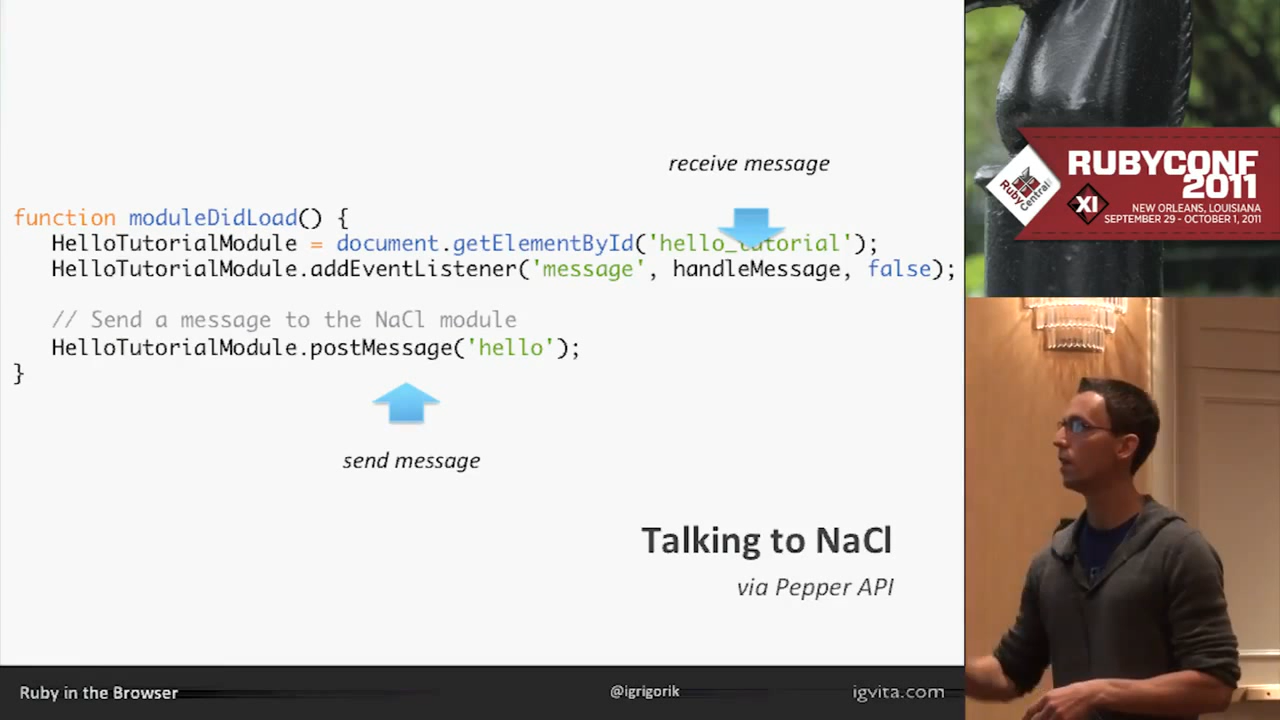 receive message
function moduleDidLoad() {
HelloTutorialModule = document.getElementById('hello_tutorial');
HelloTutorialModule.addEventListener('message', handleMessage, false);
// Send a message to the NaCl module
HelloTutorialModule.postMessage('hello');
}
send message
Talking to NaCl
via Pepper API
Ruby in the Browser
@igrigorik
igvita.com
RUBYCONF
2011
RubyCentral
XI
NEW ORLEANS, LOUISIANA
SEPTEMBER 29 - OCTOBER 1, 2011